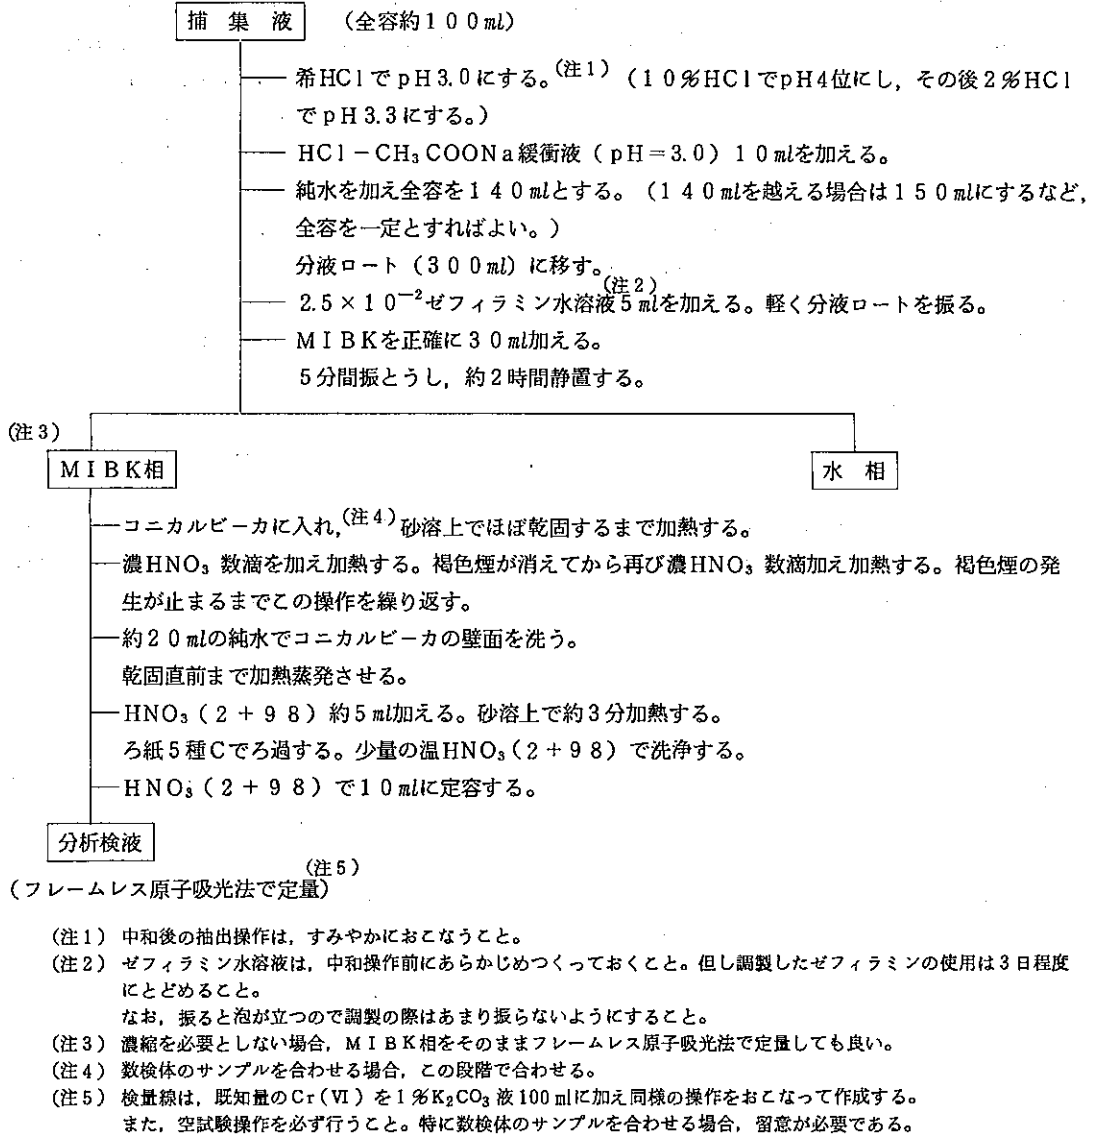 捕集液 (全容約100ml)
希HClでpH3.0にする。(注1) (10%HClでpH4位にし,その後2%HCl
でpH3.3にする。)
HCl-CH₃COONa緩衝液(pH=3.0)10mlを加える。
純水を加え全容を140mlとする。(140mlを越える場合は150mlにするなど,
全容を一定とすればよい。)
分液ロート(300ml)に移す。
2.5×10⁻²ゼフィラミン水溶液(注2)5mlを加える。軽く分液ロートを振る。
MIBKを正確に30ml加える。
5分間振とうし,約2時間静置する。
(注3)
MIBK相 水相
コニカルビーカに入れ,(注4)砂溶上でほぼ乾固するまで加熱する。
濃HNO₃数滴を加え加熱する。褐色煙が消えてから再び濃HNO₃数滴加え加熱する。褐色煙の発
生が止まるまでこの操作を繰り返す。
約20mlの純水でコニカルビーカの壁面を洗う。
乾固直前まで加熱蒸発させる。
HNO₃(2+98)約5ml加える。砂溶上で約3分加熱する。
ろ紙5種Cでろ過する。少量の温HNO₃(2+98)で洗浄する。
HNO₃(2+98)で10mlに定容する。
分析検液
(注5)
(フレームレス原子吸光法で定量)
(注1) 中和後の抽出操作は,すみやかにおこなうこと。
(注2) ゼフィラミン水溶液は,中和操作前にあらかじめつくっておくこと。但し調製したゼフィラミンの使用は3日程度
にとどめること。
なお,振ると泡が立つので調製の際はあまり振らないようにすること。
(注3) 濃縮を必要としない場合,MIBK相をそのままフレームレス原子吸光法で定量しても良い。
(注4) 数検体のサンプルを合わせる場合,この段階で合わせる。
(注5) 検量線は,既知量のCr(Ⅵ)を1%K₂CO₃液100mlに加え同様の操作をおこなって作成する。
また,空試験操作を必ず行うこと。特に数検体のサンプルを合わせる場合,留意が必要である。